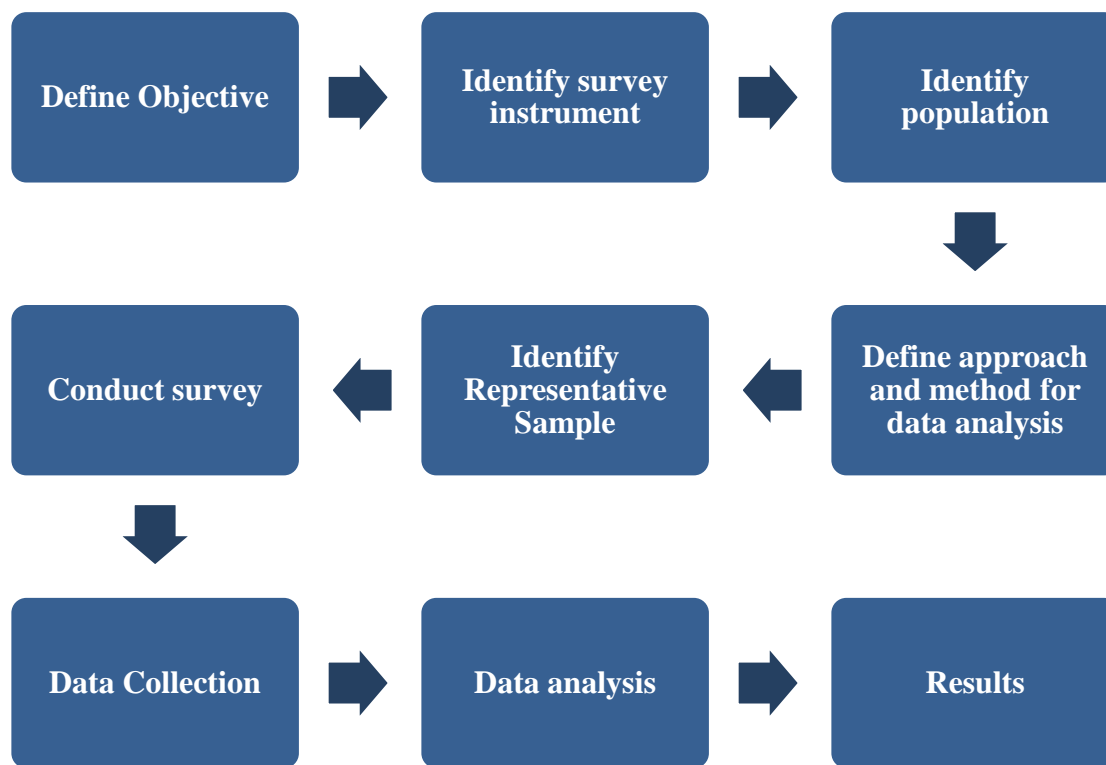 Define Objective
Identify survey
instrument
Identify
population
Define approach
and method for
data analysis
Identify
Representative
Sample
Conduct survey
Data Collection
Data analysis
Results